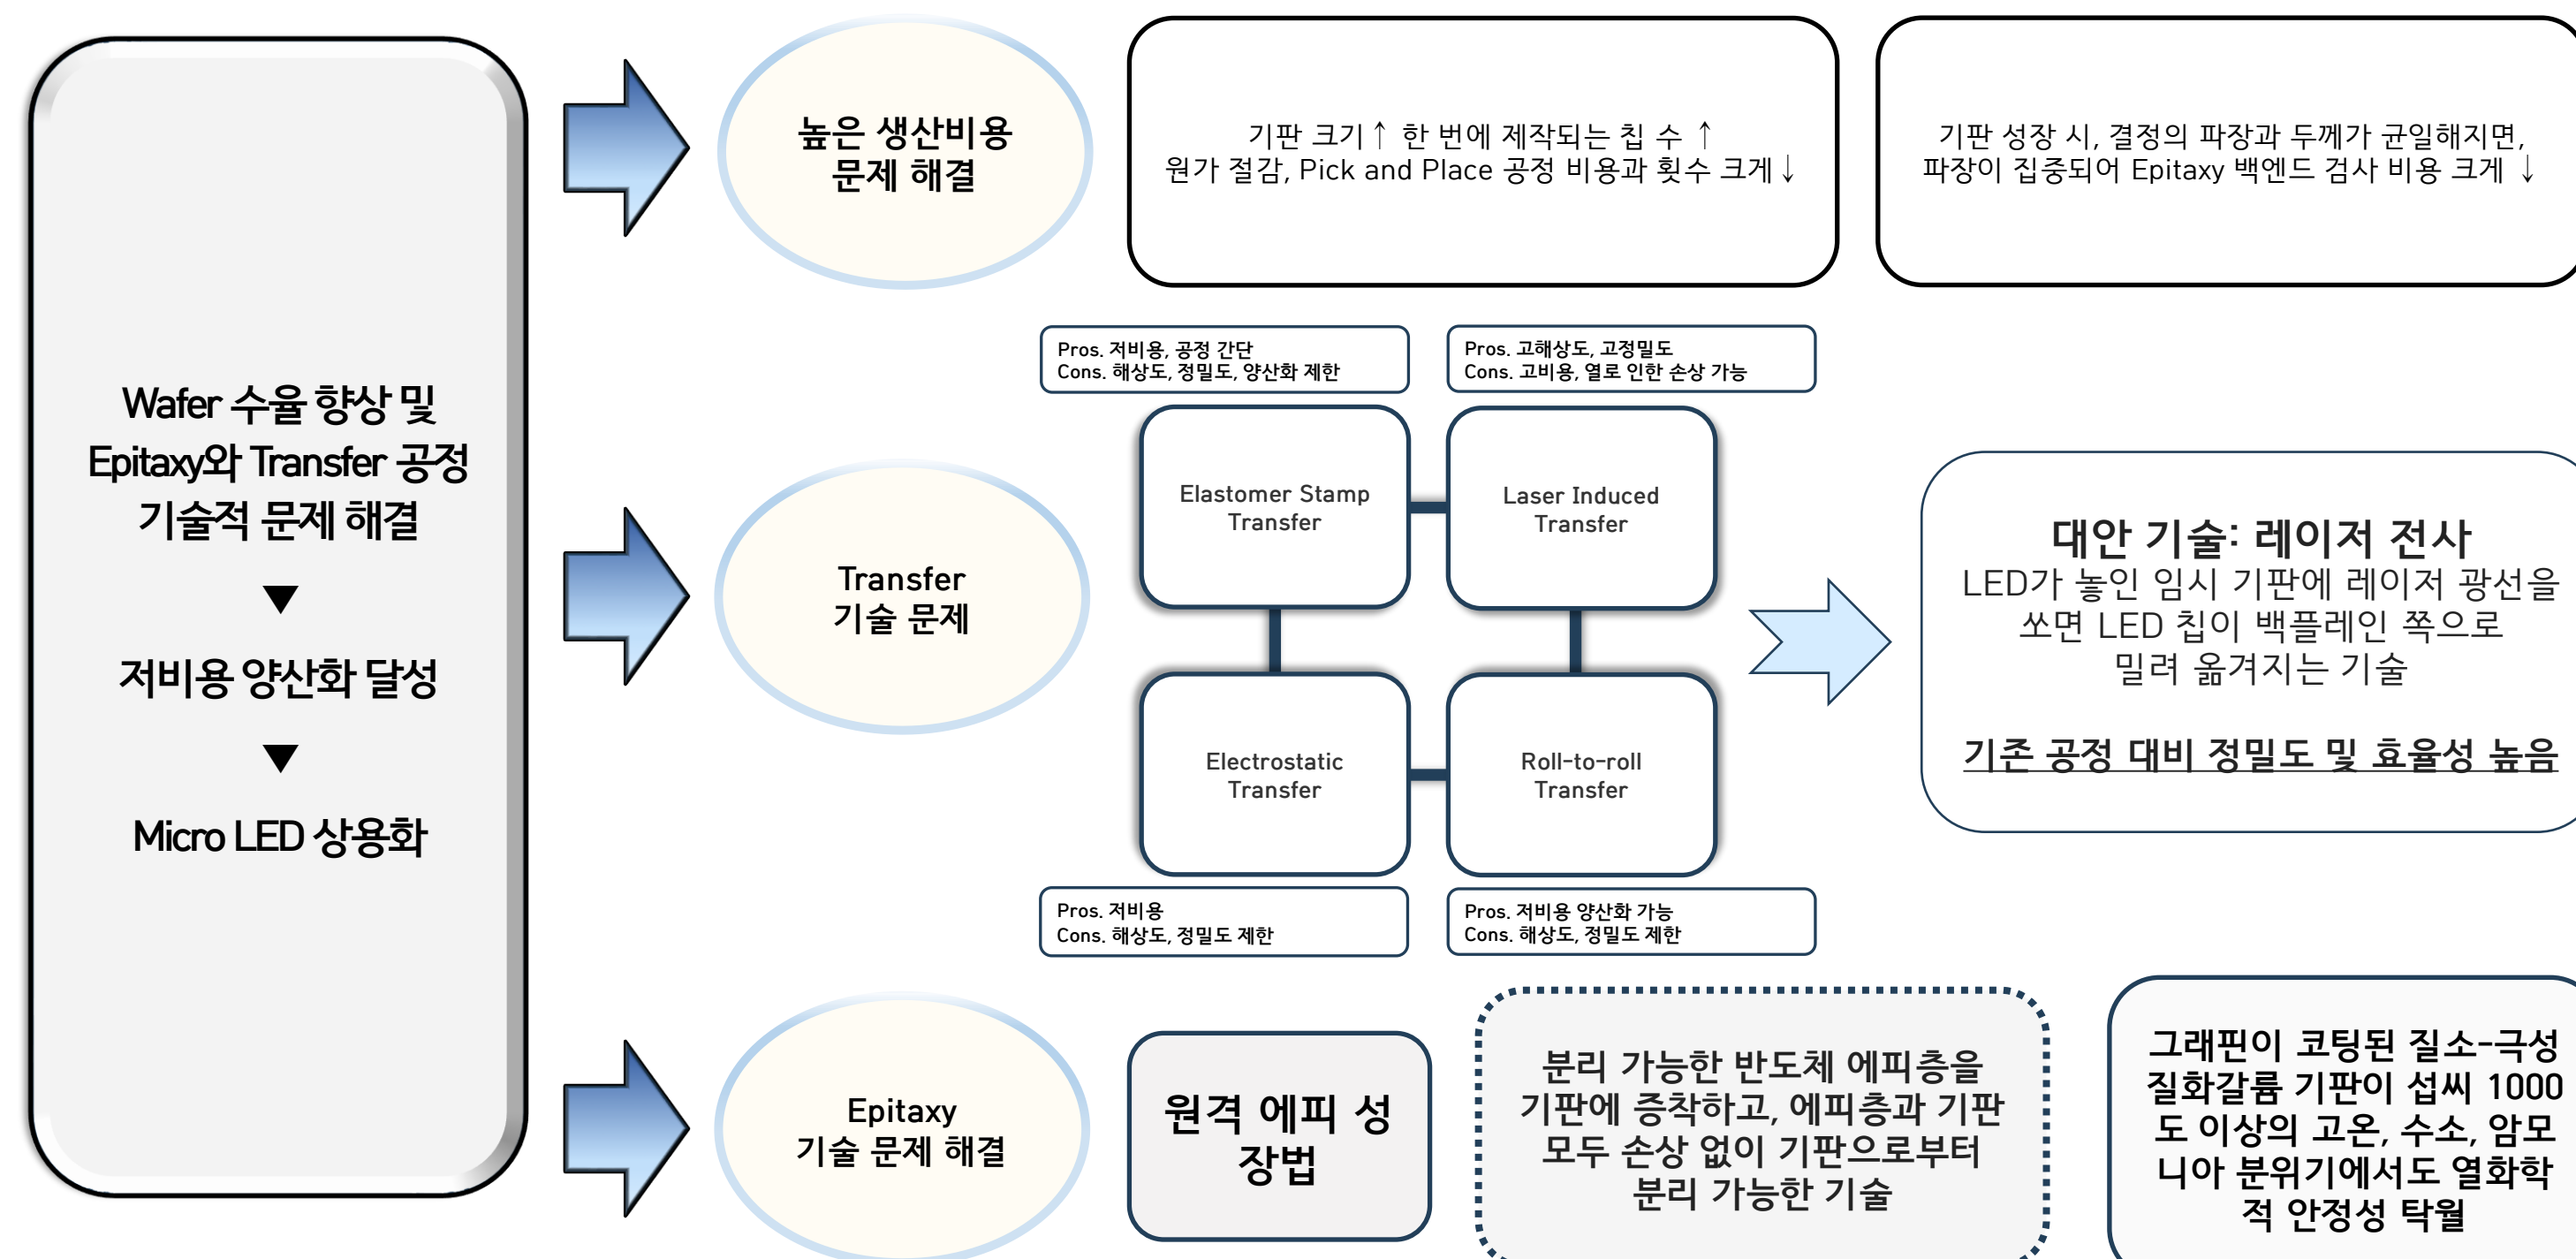 Wafer 수율 향상 및
Epitaxy와 Transfer 공정
기술적 문제 해결
▼
저비용 양산화 달성
▼
Micro LED 상용화
높은 생산비용
문제 해결
기판 크기↑ 한 번에 제작되는 칩 수 ↑
원가 절감, Pick and Place 공정 비용과 횟수 크게↓
기판 성장 시, 결정의 파장과 두께가 균일해지면,
파장이 집중되어 Epitaxy 백엔드 검사 비용 크게 ↓
Transfer
기술 문제
Pros. 저비용, 공정 간단
Cons. 해상도, 정밀도, 양산화 제한
Pros. 고해상도, 고정밀도
Cons. 고비용, 열로 인한 손상 가능
Elastomer Stamp
Transfer
Laser Induced
Transfer
Electrostatic
Transfer
Roll-to-roll
Transfer
Pros. 저비용
Cons. 해상도, 정밀도 제한
Pros. 저비용 양산화 가능
Cons. 해상도, 정밀도 제한
대안 기술: 레이저 전사
LED가 놓인 임시 기판에 레이저 광선을
쏘면 LED 칩이 백플레인 쪽으로
밀려 옮겨지는 기술
기존 공정 대비 정밀도 및 효율성 높음
Epitaxy
기술 문제 해결
원격 에피 성
장법
분리 가능한 반도체 에피층을
기판에 증착하고, 에피층과 기판
모두 손상 없이 기판으로부터
분리 가능한 기술
그래핀이 코팅된 질소-극성
질화갈륨 기판이 섭씨 1000
도 이상의 고온, 수소, 암모
니아 분위기에서도 열화학
적 안정성 탁월